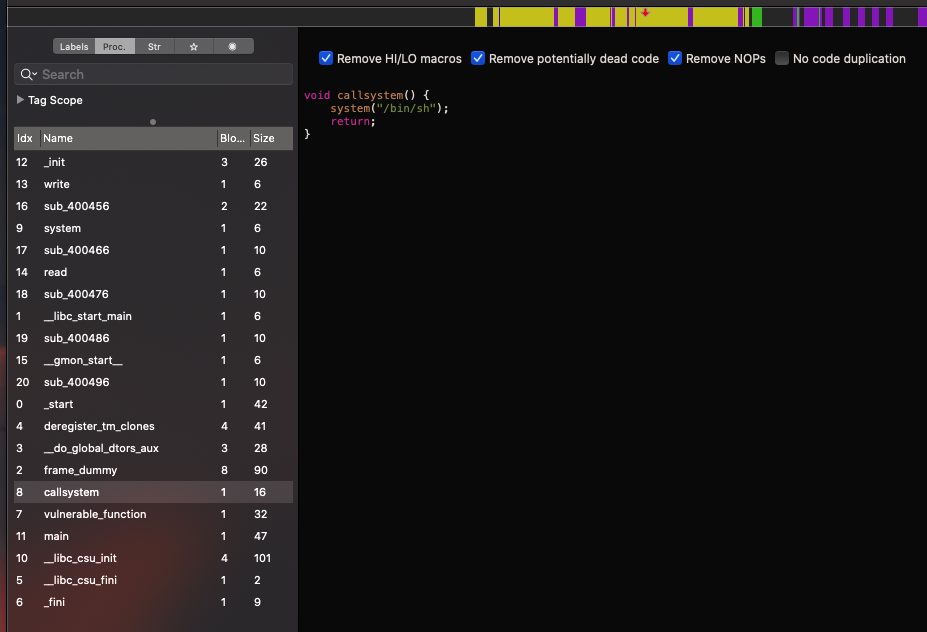 Labels Proc. Str
Remove HI/LO macros Remove potentially dead code Remove NOPs No code duplication
Search
Tag Scope
void callsystem() {
    system("/bin/sh");
    return;
}
Idx Name Blo... Size
12 _init 3 26
13 write 1 6
16 sub_400456 2 22
9 system 1 6
17 sub_400466 1 10
14 read 1 6
18 sub_400476 1 10
1 __libc_start_main 1 6
19 sub_400486 1 10
15 __gmon_start__ 1 6
20 sub_400496 1 10
0 _start 1 42
4 deregister_tm_clones 4 41
3 __do_global_dtors_aux 3 28
2 frame_dummy 8 90
8 callsystem 1 16
7 vulnerable_function 1 32
11 main 1 47
10 __libc_csu_init 4 101
5 __libc_csu_fini 1 2
6 _fini 1 9